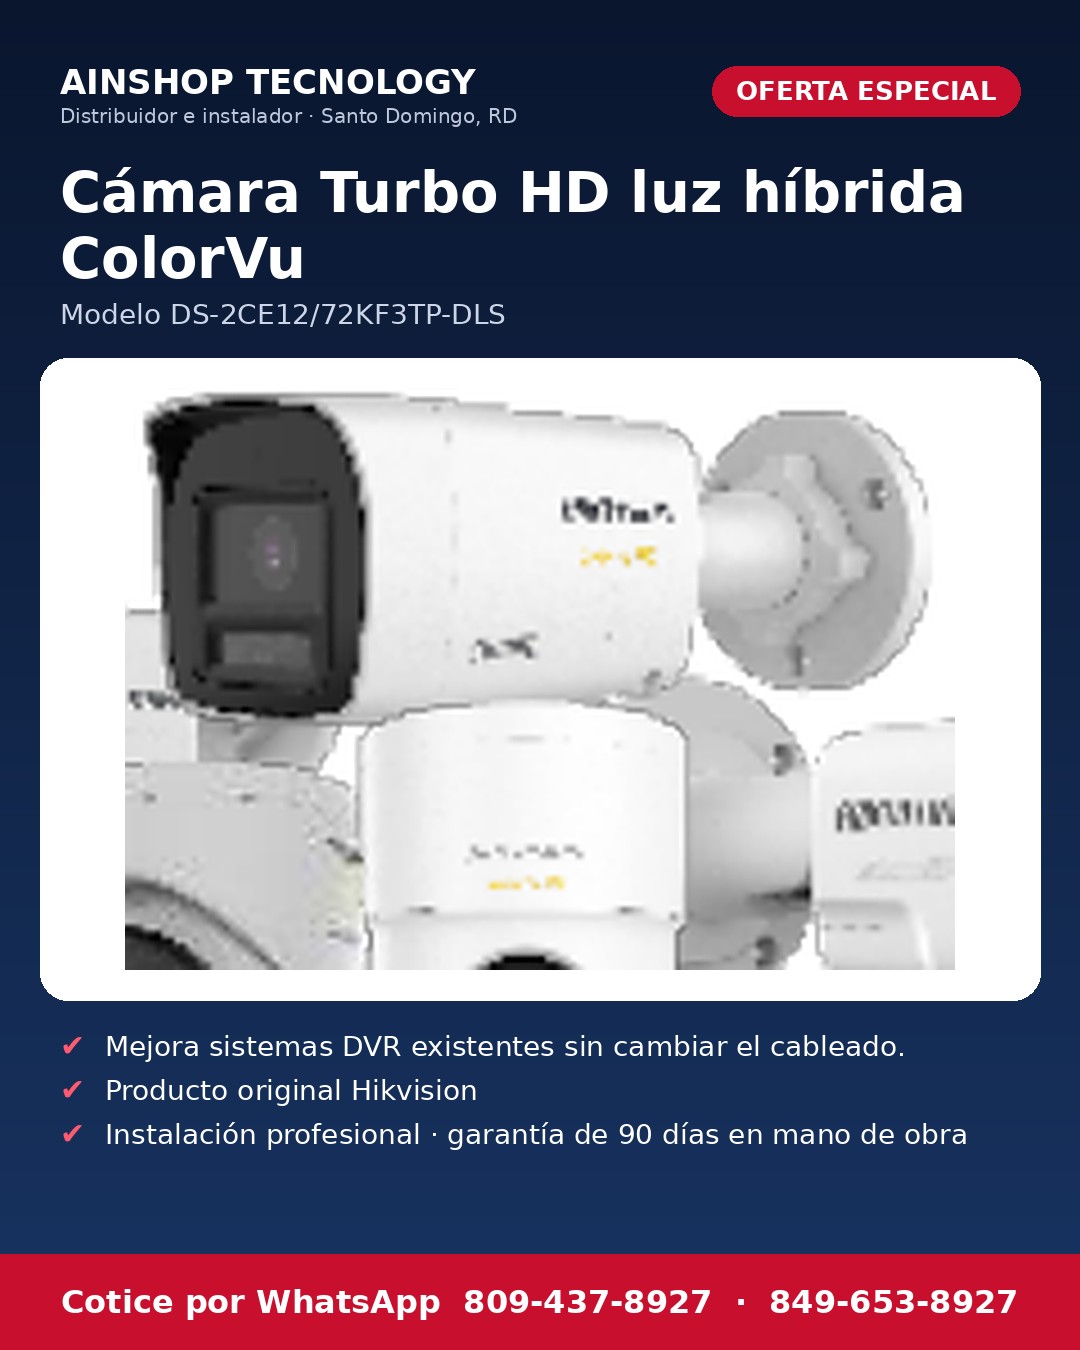 AINSHOP TECNOLOGY
OFERTA ESPECIAL
Distribuidor e instalador · Santo Domingo, RD
Cámara Turbo HD luz híbrida
ColorVu
Modelo DS-2CE12/72KF3TP-DLS
✔ Mejora sistemas DVR existentes sin cambiar el cableado.
✔ Producto original Hikvision
✔ Instalación profesional · garantía de 90 días en mano de obra
Cotice por WhatsApp 809-437-8927 · 849-653-8927